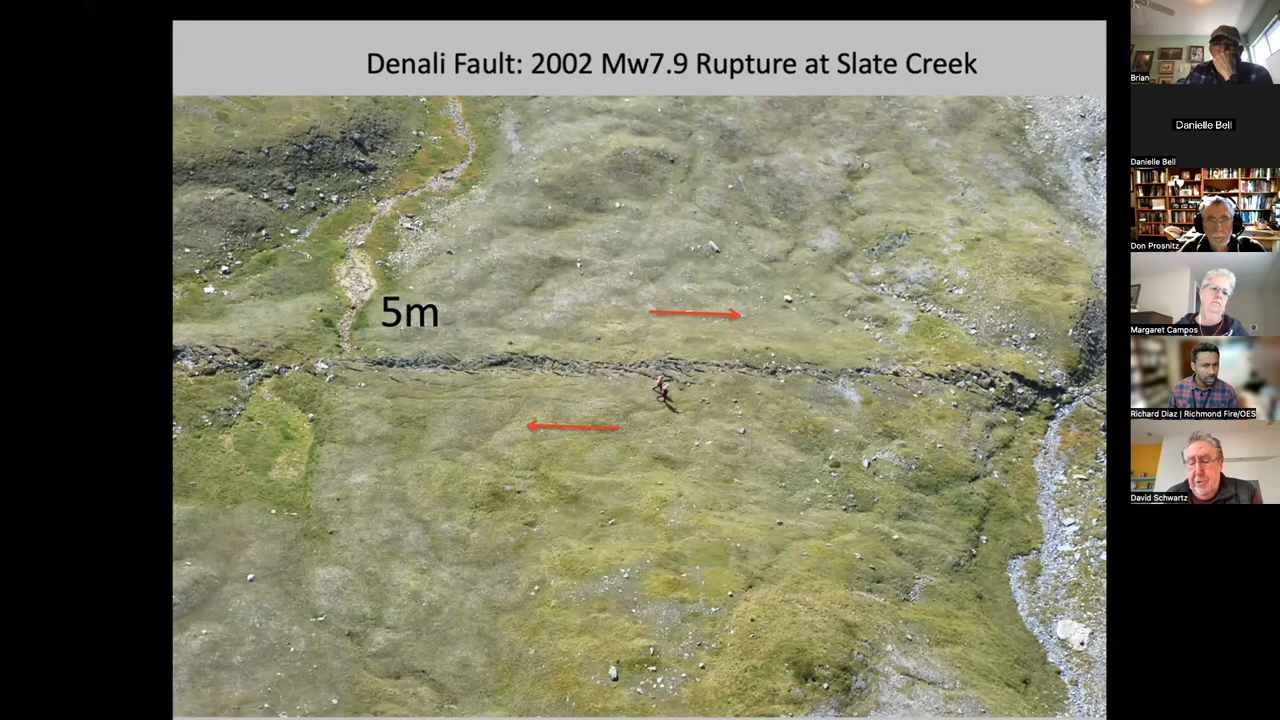 Denali Fault: 2002 Mw7.9 Rupture at Slate Creek
5m
Brian
Danielle Bell
Danielle Bell
Don Prosnitz
Margaret Campos
Richard Diaz | Richmond Fire/OES
David Schwartz